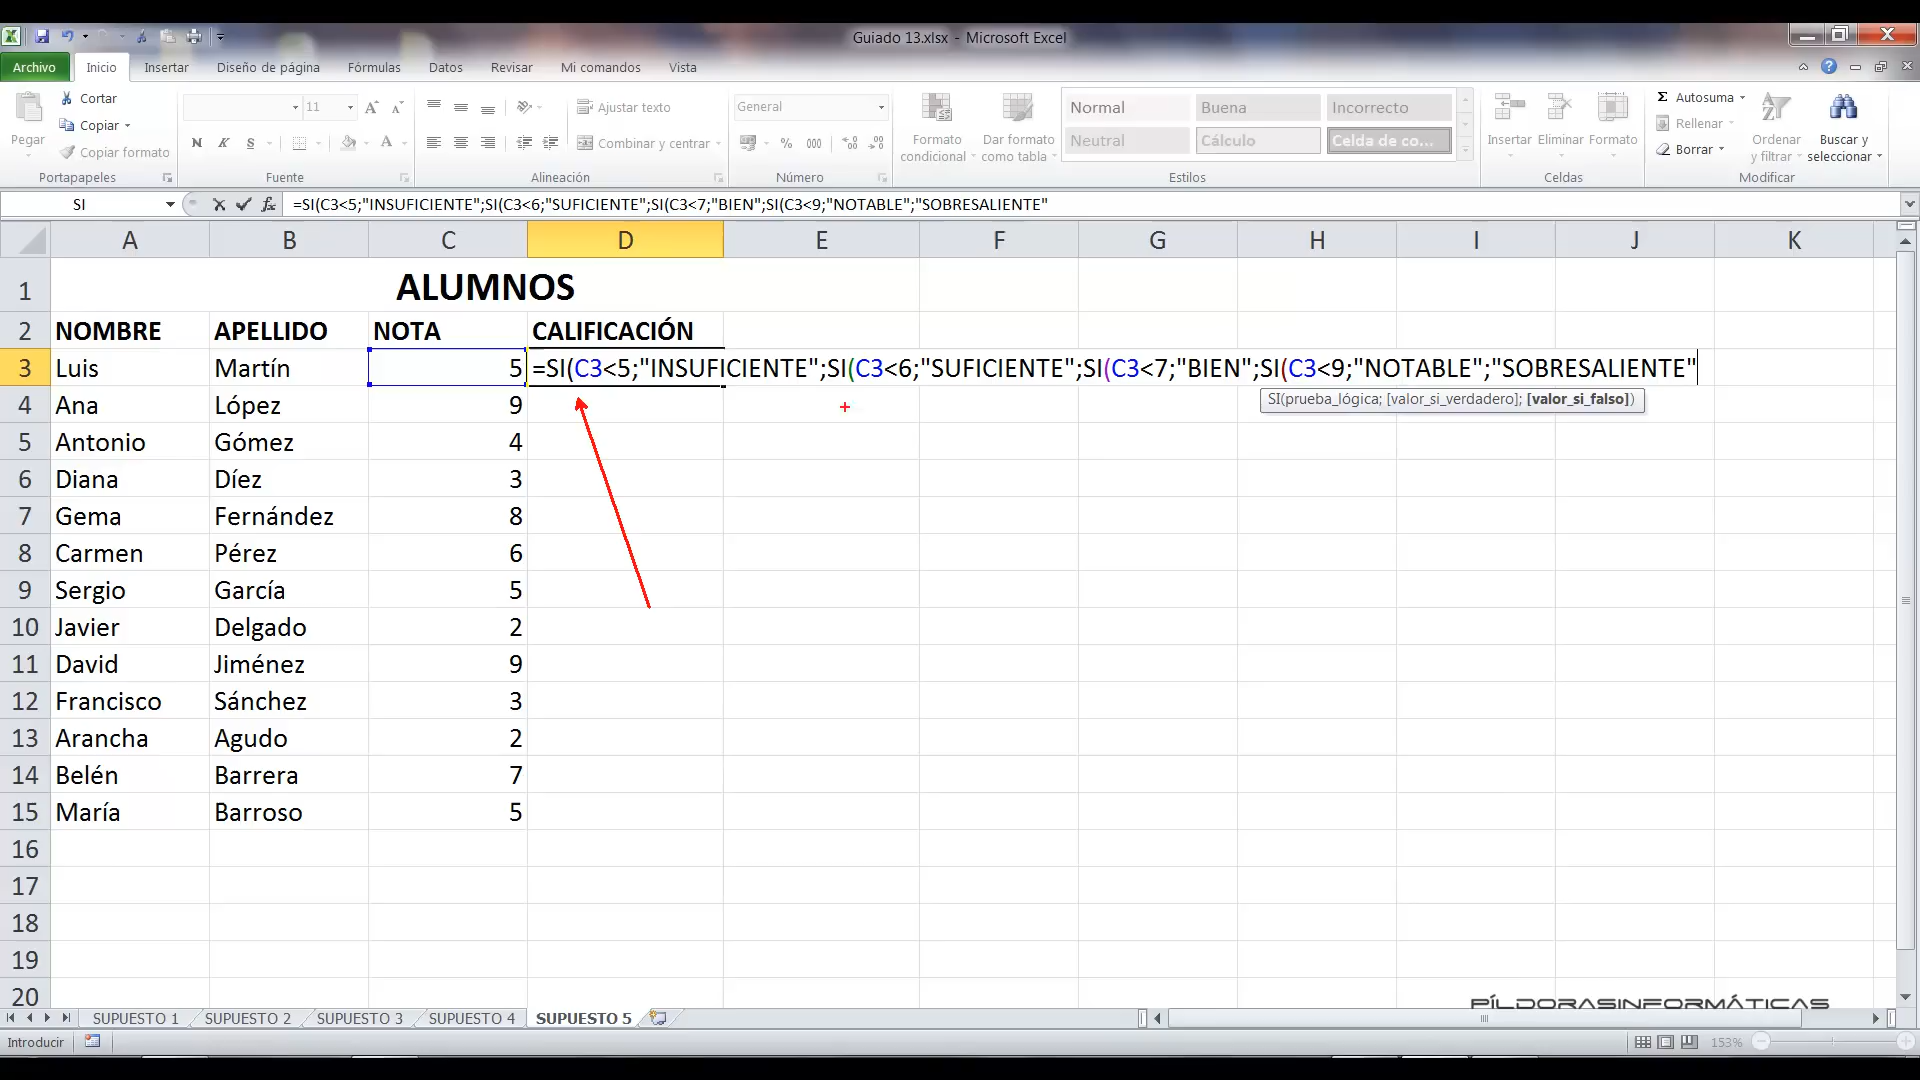 Guiado 13.xlsx - Microsoft Excel
Archivo Inicio Insertar Diseño de página Fórmulas Datos Revisar Mi comandos Vista
Pegar
Cortar
Copiar
Copiar formato
Portapapeles
11
N K S A
Fuente
Ajustar texto
Combinar y centrar
Alineación
General
% 000
Número
Formato condicional
Dar formato como tabla
Normal Buena Incorrecto
Neutral Cálculo Celda de co...
Estilos
Insertar Eliminar Formato
Celdas
Σ Autosuma
Rellenar
Borrar
Ordenar y filtrar
Buscar y seleccionar
Modificar
SI fx =SI(C3<5;"INSUFICIENTE";SI(C3<6;"SUFICIENTE";SI(C3<7;"BIEN";SI(C3<9;"NOTABLE";"SOBRESALIENTE"
A B C D E F G H I J K
1 ALUMNOS
2 NOMBRE APELLIDO NOTA CALIFICACIÓN
3 Luis Martín 5 =SI(C3<5;"INSUFICIENTE";SI(C3<6;"SUFICIENTE";SI(C3<7;"BIEN";SI(C3<9;"NOTABLE";"SOBRESALIENTE"
SI(prueba_lógica; [valor_si_verdadero]; [valor_si_falso])
4 Ana López 9
5 Antonio Gómez 4
6 Diana Díez 3
7 Gema Fernández 8
8 Carmen Pérez 6
9 Sergio García 5
10 Javier Delgado 2
11 David Jiménez 9
12 Francisco Sánchez 3
13 Arancha Agudo 2
14 Belén Barrera 7
15 María Barroso 5
16
17
18
19
20
PÍLDORASINFORMÁTICAS
SUPUESTO 1 SUPUESTO 2 SUPUESTO 3 SUPUESTO 4 SUPUESTO 5
Introducir 153%